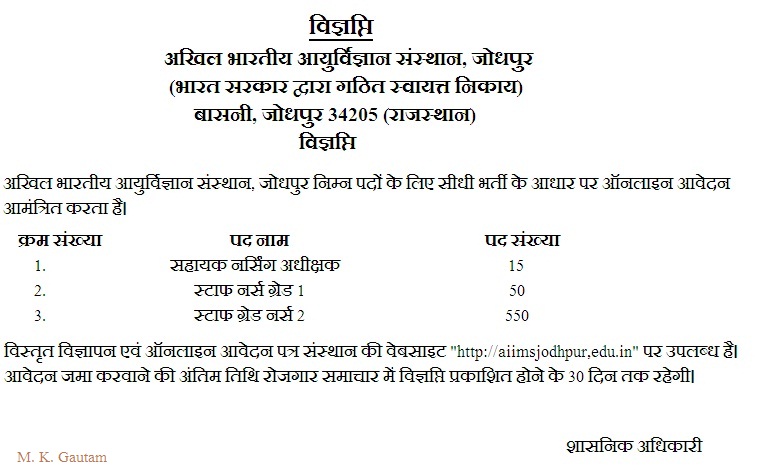 विज्ञप्ति
अखिल भारतीय आयुर्विज्ञान संस्थान, जोधपुर
(भारत सरकार द्वारा गठित स्वायत्त निकाय)
बासनी, जोधपुर 34205 (राजस्थान)
विज्ञप्ति
अखिल भारतीय आयुर्विज्ञान संस्थान, जोधपुर निम्न पदों के लिए सीधी भर्ती के आधार पर ऑनलाइन आवेदन
आमंत्रित करता है।
क्रम संख्या पद नाम पद संख्या
1. सहायक नर्सिंग अधीक्षक 15
2. स्टाफ नर्स ग्रेड 1 50
3. स्टाफ ग्रेड नर्स 2 550
विस्तृत विज्ञापन एवं ऑनलाइन आवेदन पत्र संस्थान की वेबसाइट "http://aiimsjodhpur,edu.in" पर उपलब्ध है।
आवेदन जमा करवाने की अंतिम तिथि रोजगार समाचार में विज्ञप्ति प्रकाशित होने के 30 दिन तक रहेगी।
शासनिक अधिकारी
M. K. Gautam